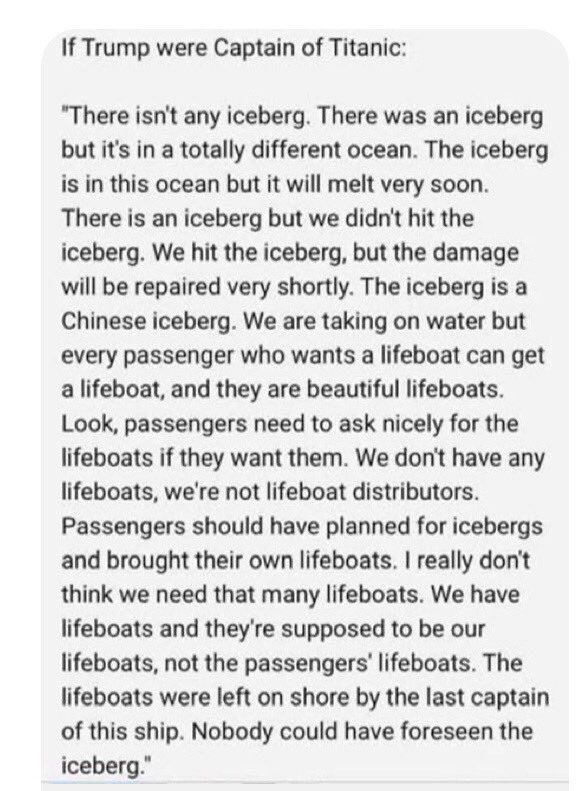 If Trump were Captain of Titanic:
"There isn't any iceberg. There was an iceberg
but it's in a totally different ocean. The iceberg
is in this ocean but it will melt very soon.
There is an iceberg but we didn't hit the
iceberg. We hit the iceberg, but the damage
will be repaired very shortly. The iceberg is a
Chinese iceberg. We are taking on water but
every passenger who wants a lifeboat can get
a lifeboat, and they are beautiful lifeboats.
Look, passengers need to ask nicely for the
lifeboats if they want them. We don't have any
lifeboats, we're not lifeboat distributors.
Passengers should have planned for icebergs
and brought their own lifeboats. I really don't
think we need that many lifeboats. We have
lifeboats and they're supposed to be our
lifeboats, not the passengers' lifeboats. The
lifeboats were left on shore by the last captain
of this ship. Nobody could have foreseen the
iceberg."